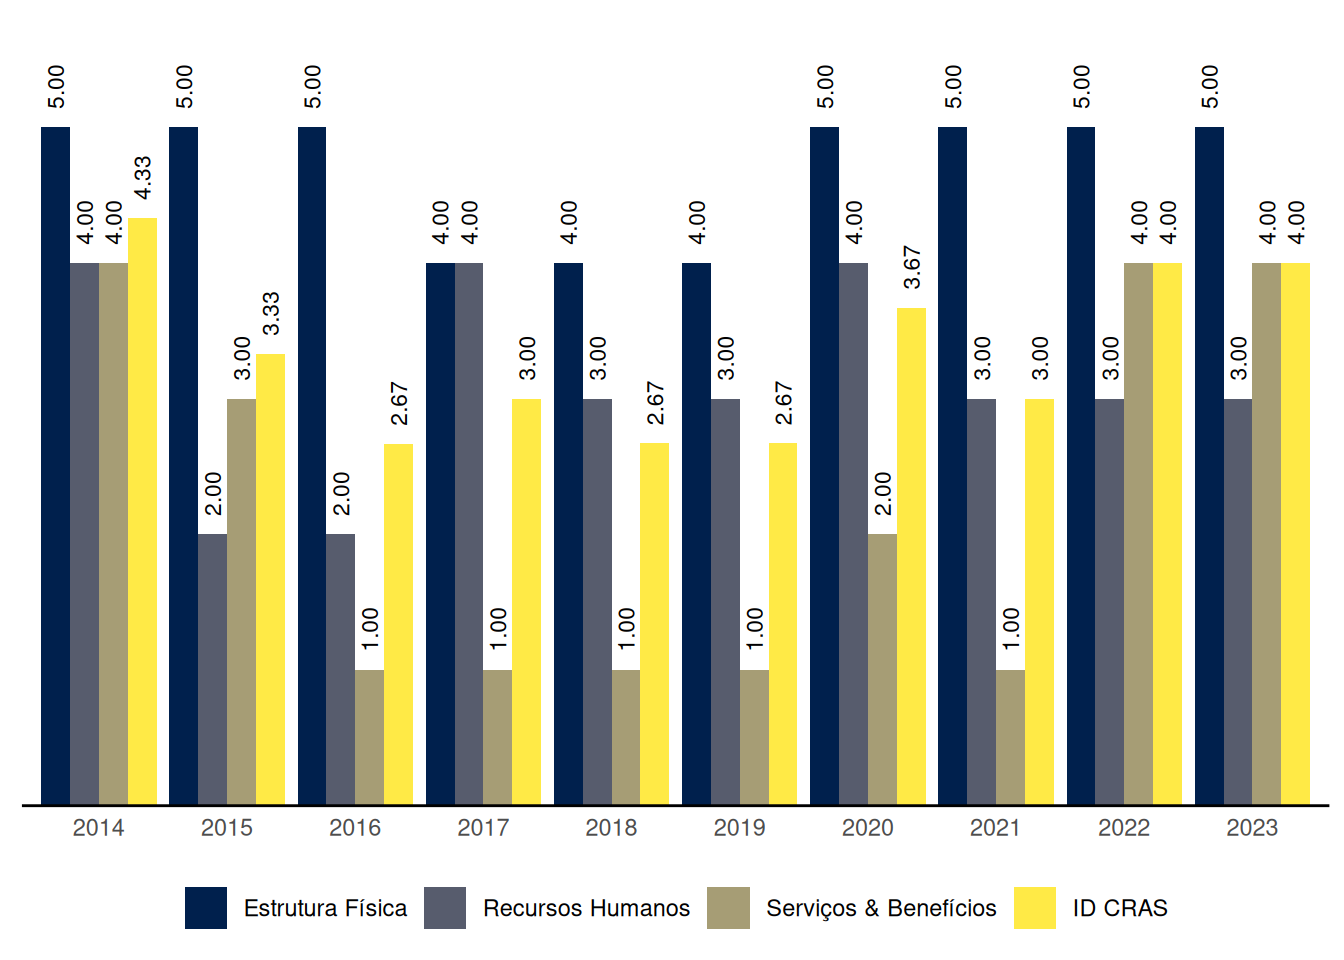 5.00 5.00 5.00 5.00 5.00 5.00 5.00
4.33
4.00 4.00 4.00 4.00 4.00 4.00 4.00 4.00 4.00 4.00 4.00
3.67
3.33
3.00 3.00 3.00 3.00 3.00 3.00 3.00 3.00
2.67 2.67 2.67
2.00 2.00 2.00
1.00 1.00 1.00 1.00 1.00
2014 2015 2016 2017 2018 2019 2020 2021 2022 2023
Estrutura Física Recursos Humanos Serviços & Benefícios ID CRAS